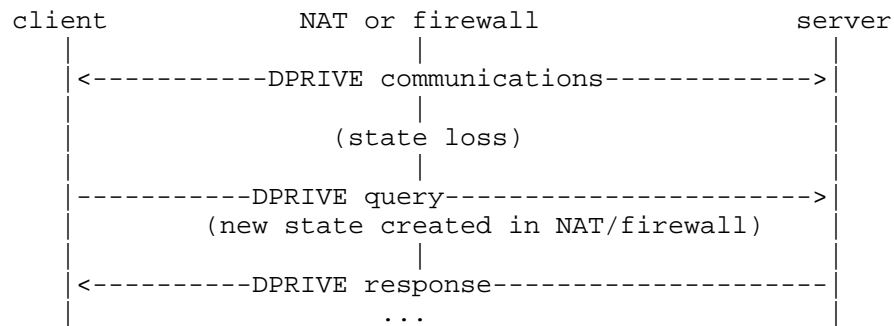 client NAT or firewall server
<-----------DPRIVE communications------------->
(state loss)
-----------DPRIVE query----------------------->
(new state created in NAT/firewall)
<----------DPRIVE response---------------------
...